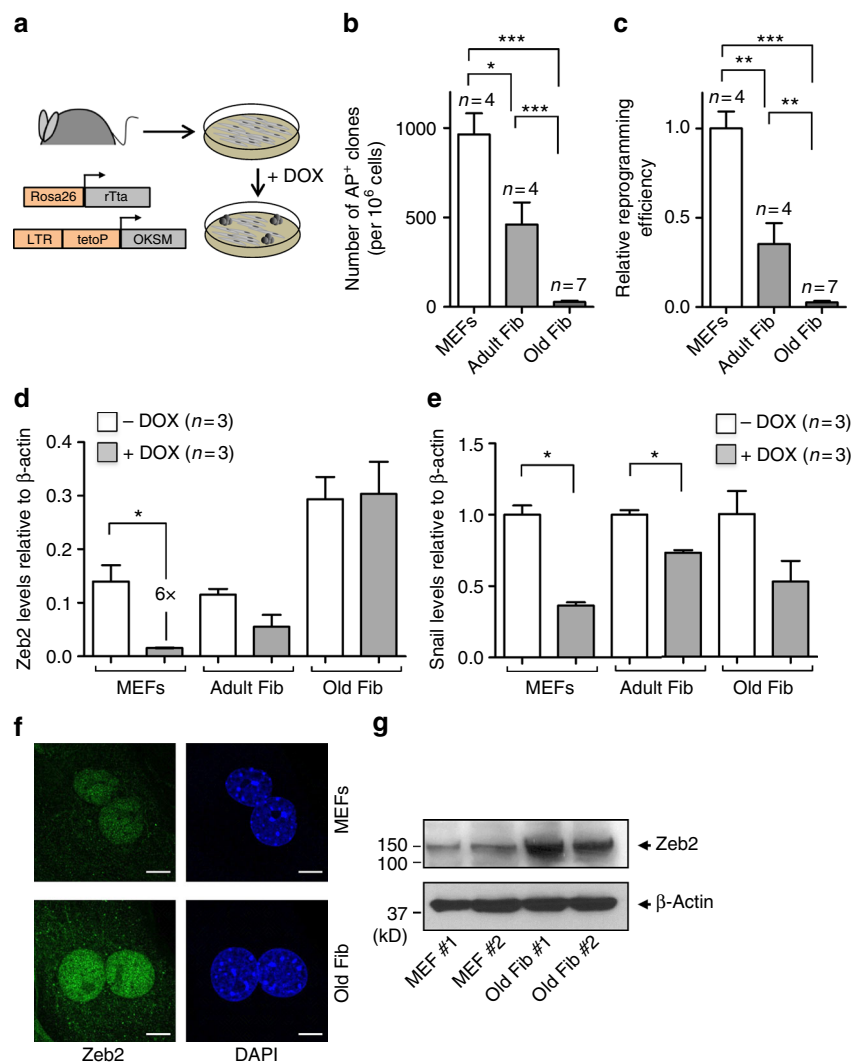 a
+ DOX
Rosa26 rTta
LTR tetoP OKSM
b
Number of AP+ clones
(per 10^6 cells)
1000
500
0
***
*
***
n=4
n=4
n=7
MEFs
Adult Fib
Old Fib
c
Relative reprogramming
efficiency
1.0
0.5
0.0
***
**
**
n=4
n=4
n=7
MEFs
Adult Fib
Old Fib
d
– DOX (n=3)
+ DOX (n=3)
Zeb2 levels relative to β-actin
0.4
0.3
0.2
0.1
0.0
*
6×
MEFs
Adult Fib
Old Fib
e
– DOX (n=3)
+ DOX (n=3)
Snail levels relative to β-actin
1.5
1.0
0.5
0.0
*
*
MEFs
Adult Fib
Old Fib
f
MEFs
Old Fib
Zeb2
DAPI
g
150
100
Zeb2
37
(kD)
β-Actin
MEF #1
MEF #2
Old Fib #1
Old Fib #2